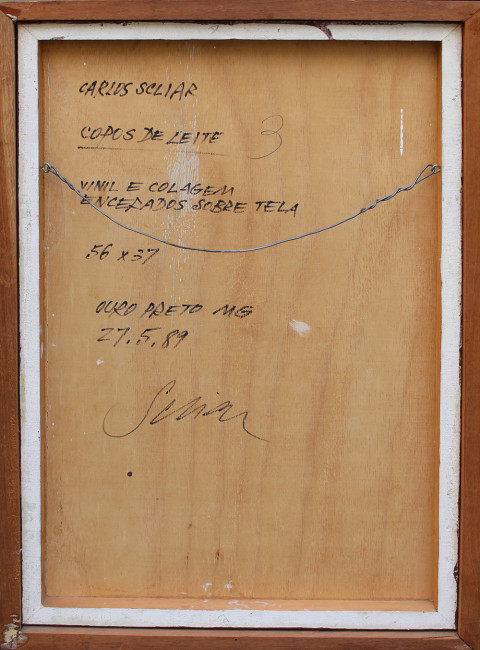 CARLOS SCLIAR
COPOS DE LEITE 3
VINIL E COLAGEM
ENCERADOS SOBRE TELA
56 x 37
OURO PRETO MG
27.5.89
Scliar